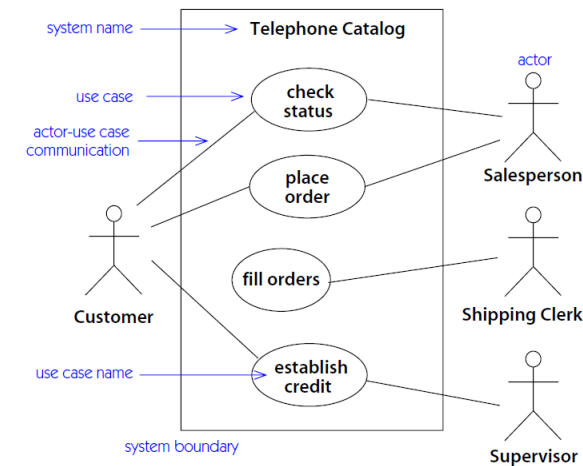 system name
Telephone Catalog
actor
use case
check
status
actor-use case
communication
place
order
Salesperson
fill orders
Customer
Shipping Clerk
use case name
establish
credit
system boundary
Supervisor